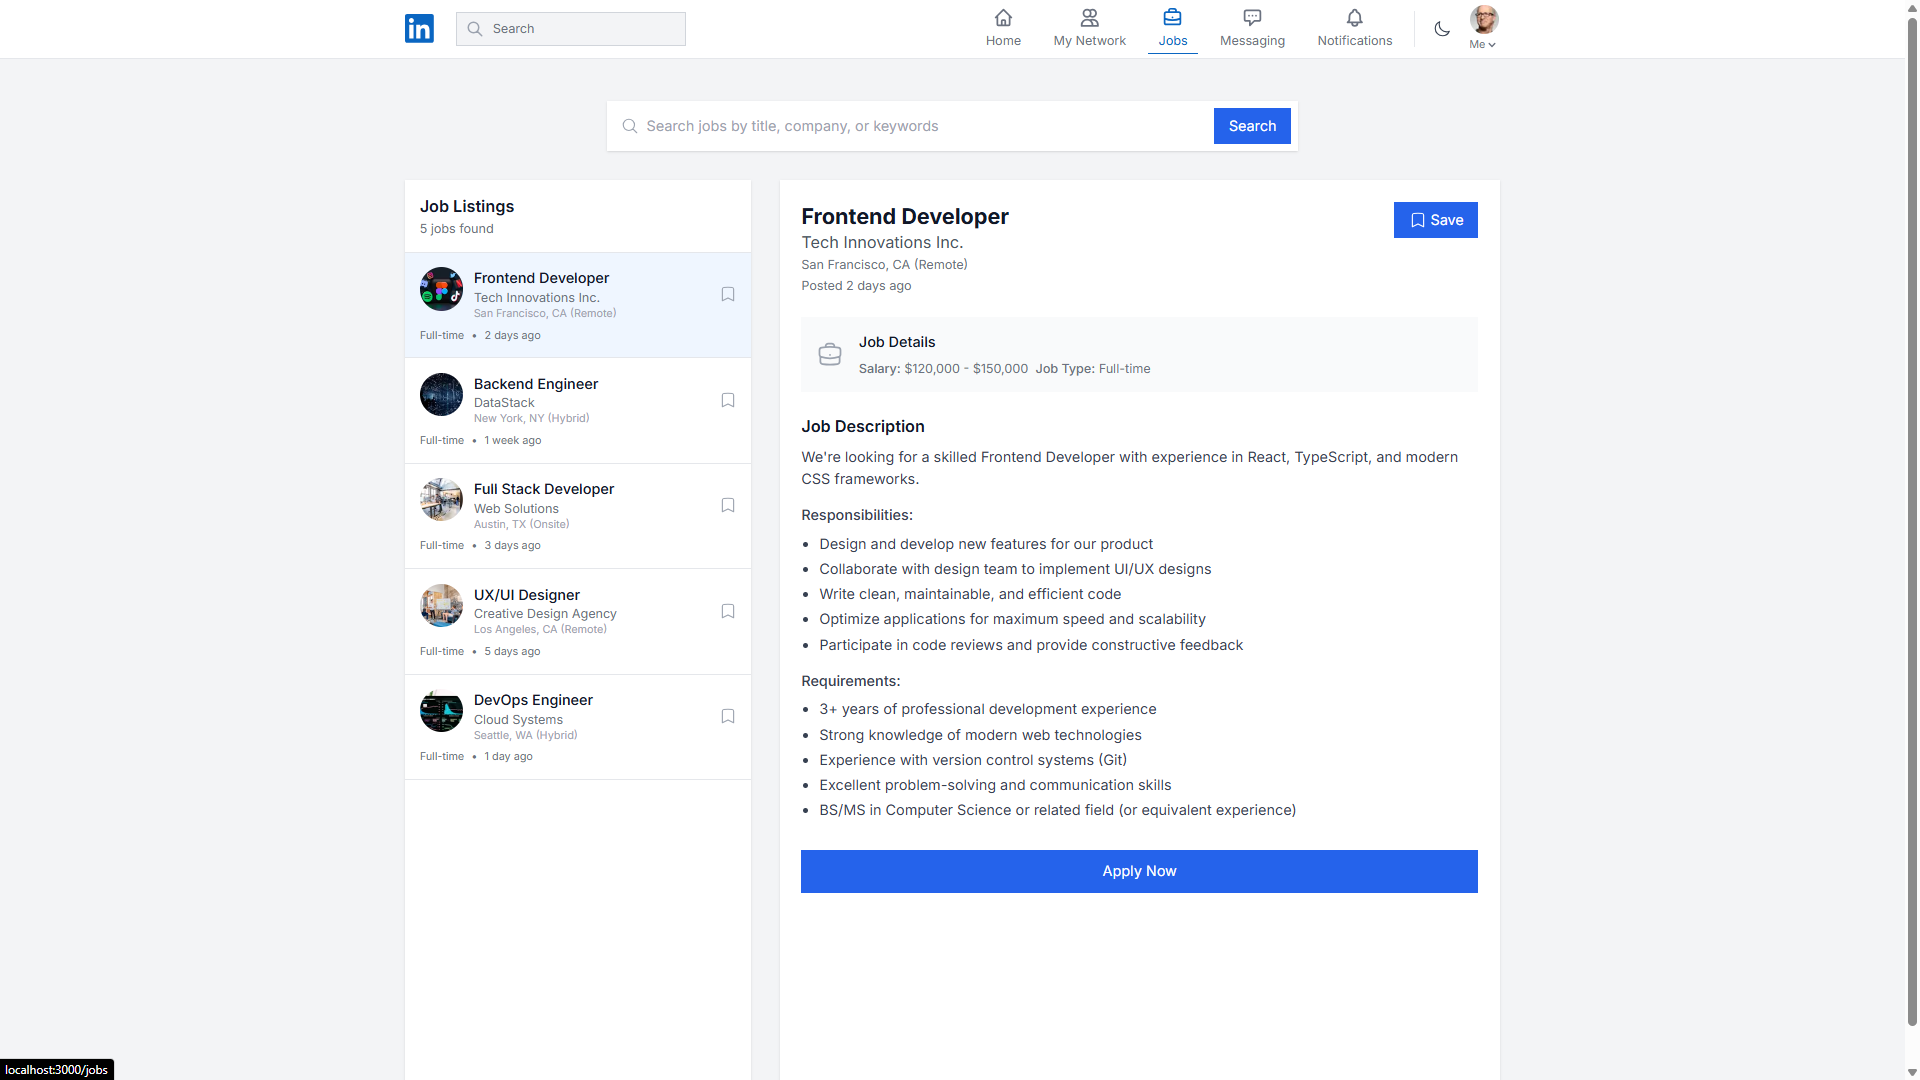 in
Search
Home
My Network
Jobs
Messaging
Notifications
Me
Search jobs by title, company, or keywords
Search
Job Listings
5 jobs found
Frontend Developer
Tech Innovations Inc.
San Francisco, CA (Remote)
Full-time • 2 days ago
Backend Engineer
DataStack
New York, NY (Hybrid)
Full-time • 1 week ago
Full Stack Developer
Web Solutions
Austin, TX (Onsite)
Full-time • 3 days ago
UX/UI Designer
Creative Design Agency
Los Angeles, CA (Remote)
Full-time • 5 days ago
DevOps Engineer
Cloud Systems
Seattle, WA (Hybrid)
Full-time • 1 day ago
Frontend Developer
Save
Tech Innovations Inc.
San Francisco, CA (Remote)
Posted 2 days ago
Job Details
Salary: $120,000 - $150,000 Job Type: Full-time
Job Description
We're looking for a skilled Frontend Developer with experience in React, TypeScript, and modern
CSS frameworks.
Responsibilities:
• Design and develop new features for our product
• Collaborate with design team to implement UI/UX designs
• Write clean, maintainable, and efficient code
• Optimize applications for maximum speed and scalability
• Participate in code reviews and provide constructive feedback
Requirements:
• 3+ years of professional development experience
• Strong knowledge of modern web technologies
• Experience with version control systems (Git)
• Excellent problem-solving and communication skills
• BS/MS in Computer Science or related field (or equivalent experience)
Apply Now
localhost:3000/jobs